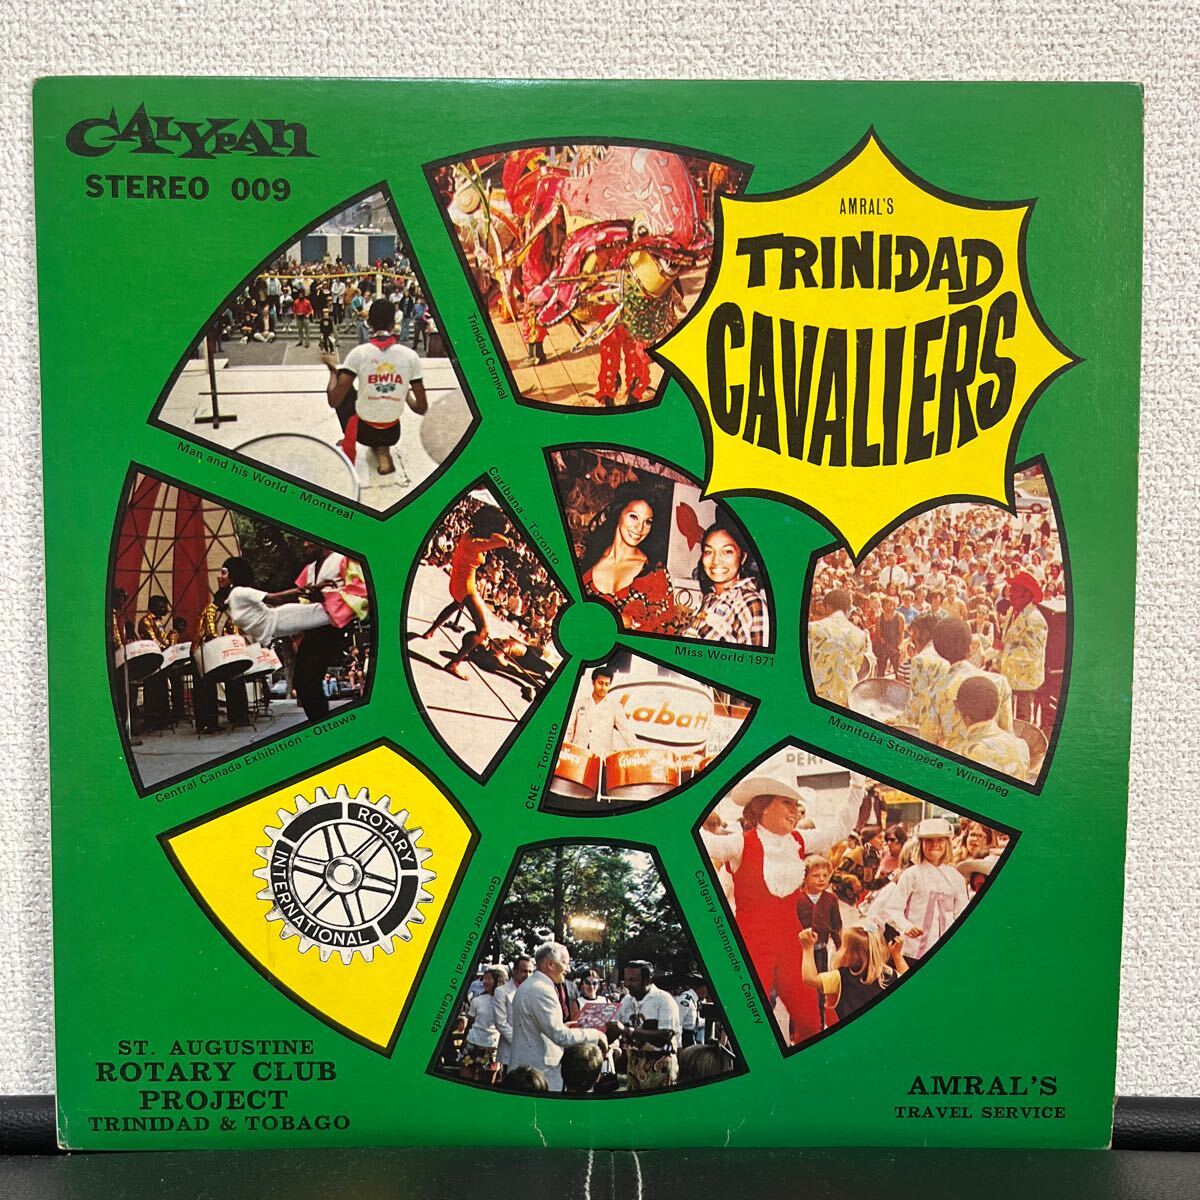 CALYPAN
STEREO 009
AMRAL'S
TRINIDAD
CAVALIERS
Trinidad Carnival
BWIA
Man and his World - Montreal
Caribana - Toronto
Miss World 1971
Central Canada Exhibition - Ottawa
Labatt
CNE - Toronto
Manitoba Stampede - Winnipeg
ROTARY
INTERNATIONAL
Governor General of Canada
Calgary Stampede - Calgary
ST. AUGUSTINE
ROTARY CLUB
PROJECT
TRINIDAD & TOBAGO
AMRAL'S
TRAVEL SERVICE